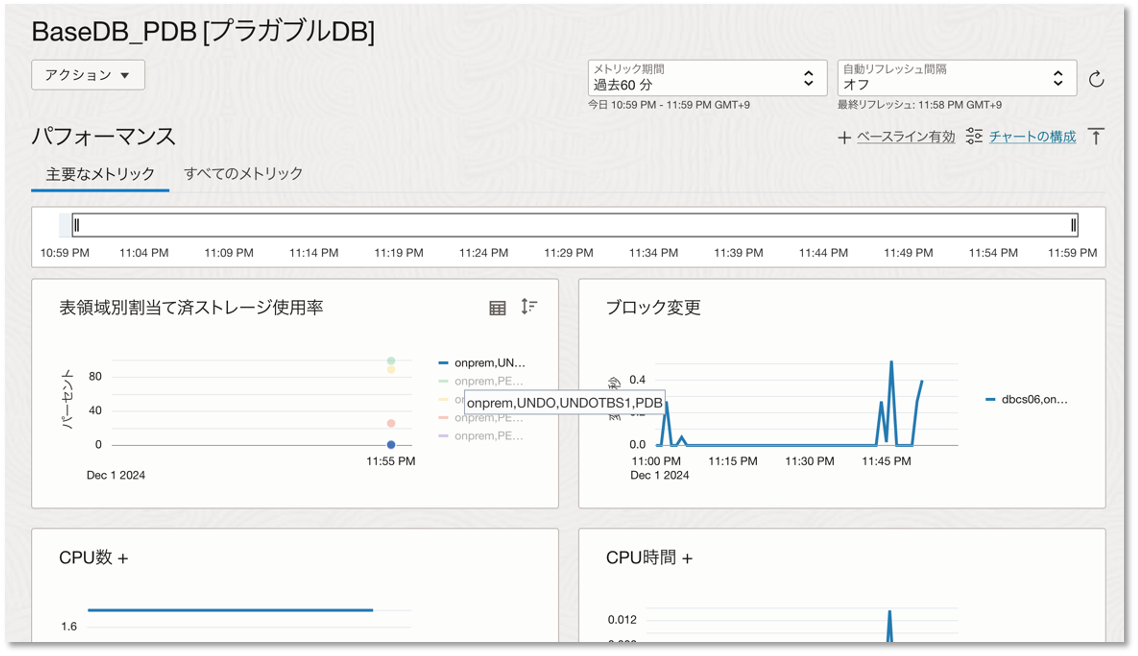 BaseDB_PDB [プラガブルDB]
アクション
メトリック期間
過去60 分
今日 10:59 PM - 11:59 PM GMT+9
自動リフレッシュ間隔
オフ
最終リフレッシュ: 11:58 PM GMT+9
パフォーマンス
ベースライン有効 チャートの構成
主要なメトリック すべてのメトリック
10:59 PM 11:04 PM 11:09 PM 11:14 PM 11:19 PM 11:24 PM 11:29 PM 11:34 PM 11:39 PM 11:44 PM 11:49 PM 11:54 PM 11:59 PM
表領域別割当て済ストレージ使用率
パーセント
80
40
0
11:55 PM
Dec 1 2024
onprem,UN...
onprem,PE...
onprem,UNDO,UNDOTBS1,PDB
onprem,PE...
onprem,PE...
ブロック変更
0.4
0.0
11:00 PM 11:15 PM 11:30 PM 11:45 PM
Dec 1 2024
dbcs06,on...
CPU数 +
1.6
CPU時間 +
0.012